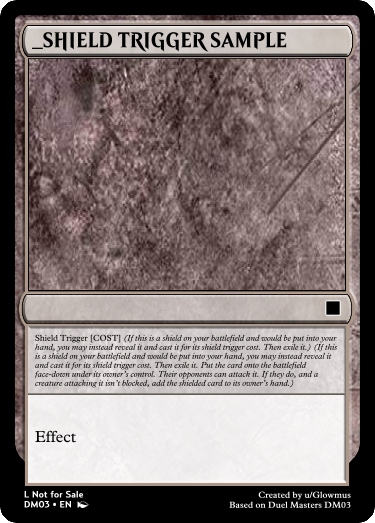 _SHIELD TRIGGER SAMPLE
Shield Trigger [COST] (If this is a shield on your battlefield and would be put into your
hand, you may instead reveal it and cast it for its shield trigger cost. Then exile it.) (If this
is a shield on your battlefield and would be put into your hand, you may instead reveal it
and cast it for its shield trigger cost. Then exile it. Put the card onto the battlefield
face-down under its owner's control. Their opponents can attack it. If they do, and a
creature attacking it isn't blocked, add the shielded card to its owner's hand.)
Effect
L Not for Sale
DM03 • EN
Created by u/Glowmus
Based on Duel Masters DM03